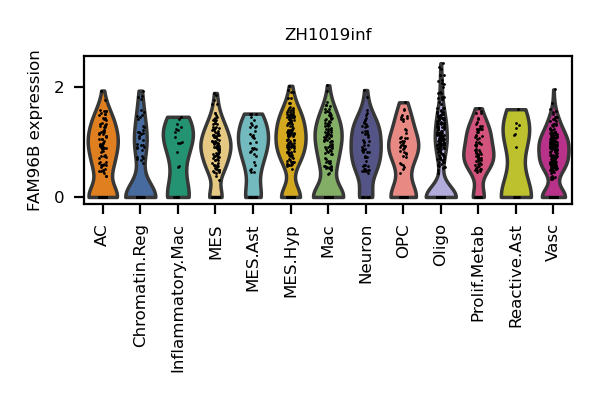 ZH1019inf
FAM96B expression
2
0
AC
Chromatin.Reg
Inflammatory.Mac
MES
MES.Ast
MES.Hyp
Mac
Neuron
OPC
Oligo
Prolif.Metab
Reactive.Ast
Vasc